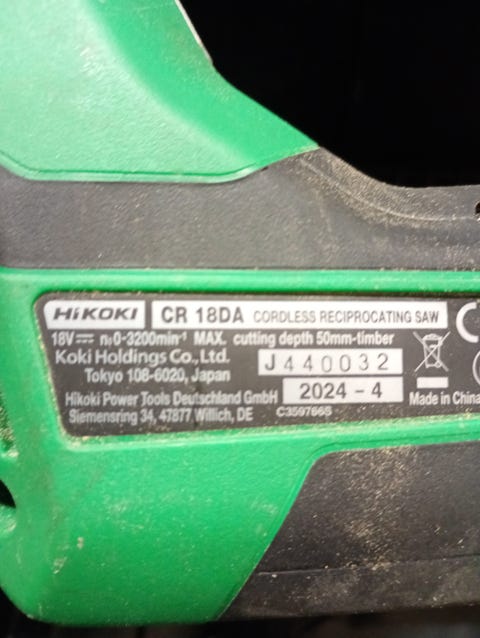 HiKOKI CR 18DA CORDLESS RECIPROCATING SAW
18V⎓ n₀0-3200min⁻¹ MAX. cutting depth 50mm-timber
Koki Holdings Co., Ltd. J440032
Tokyo 108-6020, Japan
Hikoki Power Tools Deutschland GmbH 2024 - 4 Made in China
Siemensring 34, 47877 Willich, DE C359766S